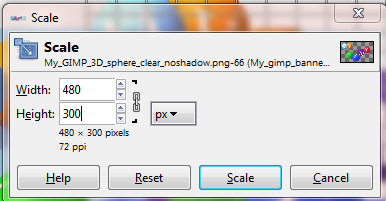 Scale
Scale
My_GIMP_3D_sphere_clear_noshadow.png-66 (My_gimp_banne...
Width: 480
Height: 300 px
480 × 300 pixels
72 ppi
Help Reset Scale Cancel